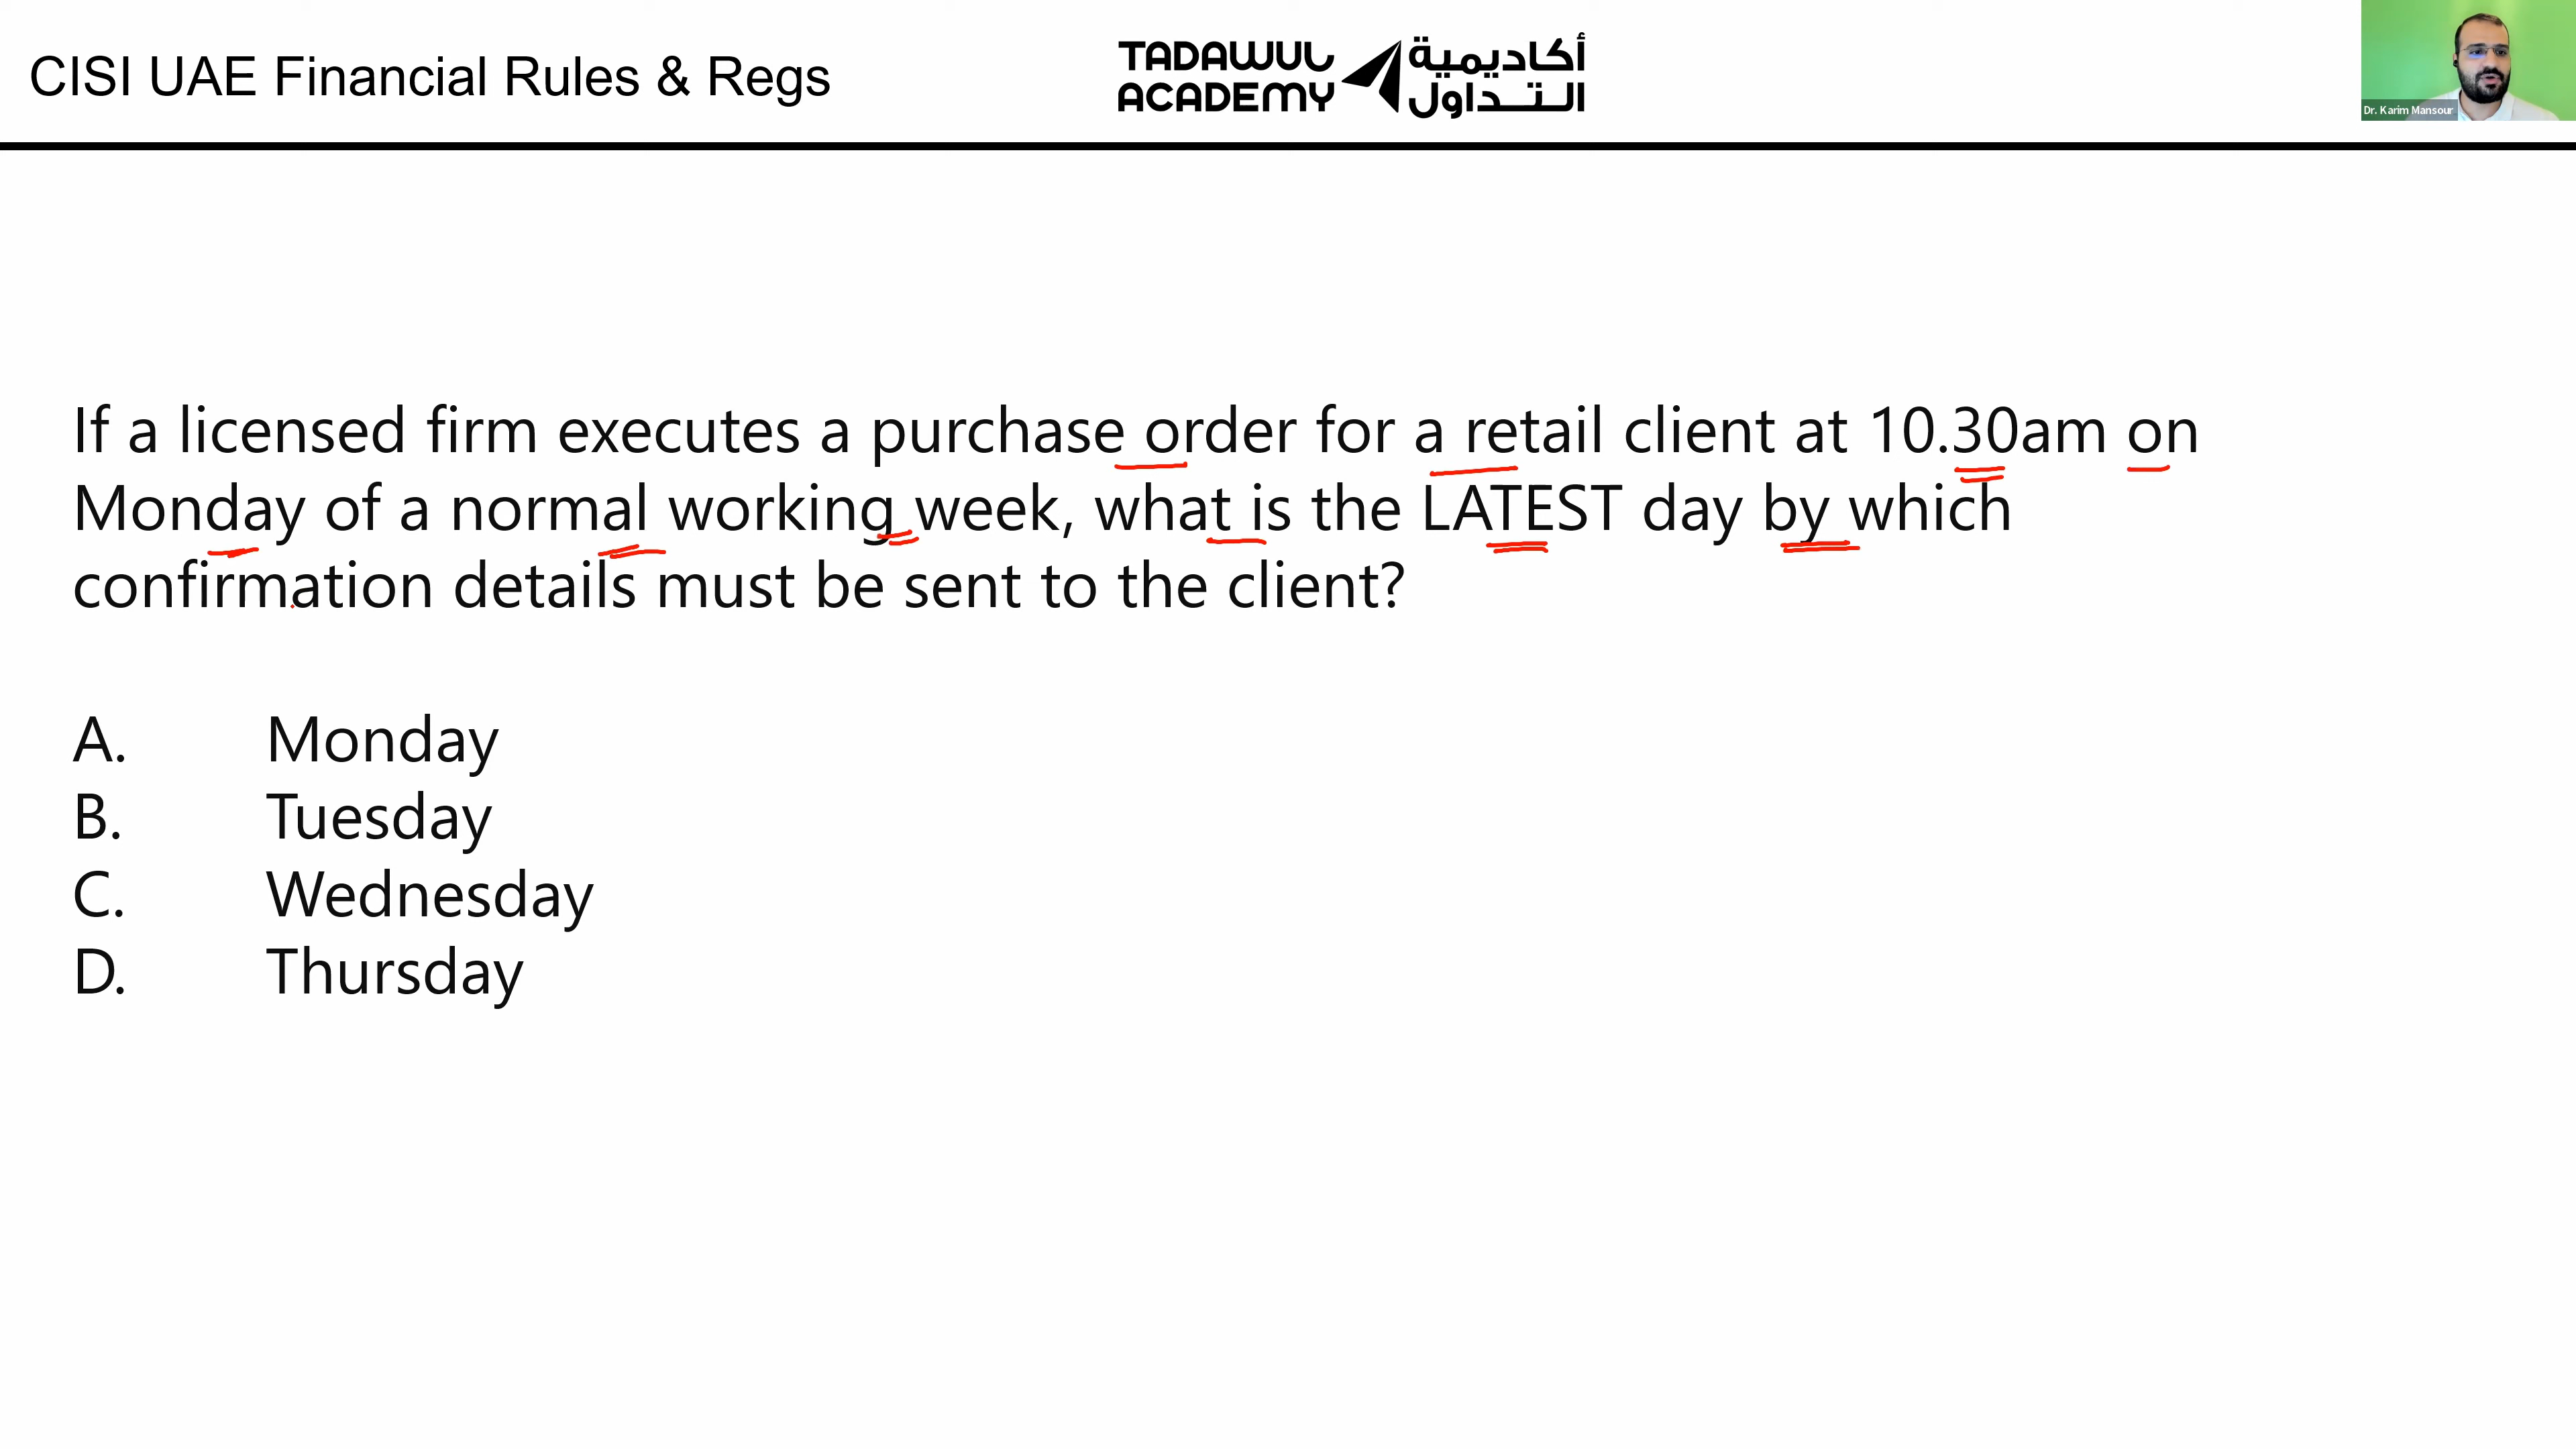 CISI UAE Financial Rules & Regs
TADAWUL
ACADEMY
أكاديمية
التداول
Dr. Karim Mansour
If a licensed firm executes a purchase order for a retail client at 10.30am on
Monday of a normal working week, what is the LATEST day by which
confirmation details must be sent to the client?
A. Monday
B. Tuesday
C. Wednesday
D. Thursday